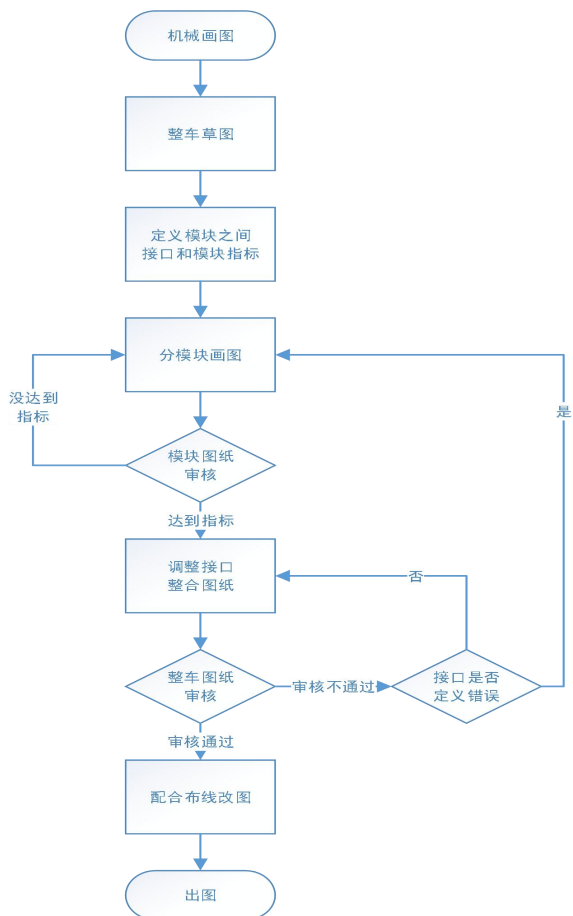 机械画图
整车草图
定义模块之间
接口和模块指标
分模块画图
没达到
指标
是
模块图纸
审核
达到指标
调整接口
整合图纸
否
整车图纸
审核
审核不通过
接口是否
定义错误
审核通过
配合布线改图
出图